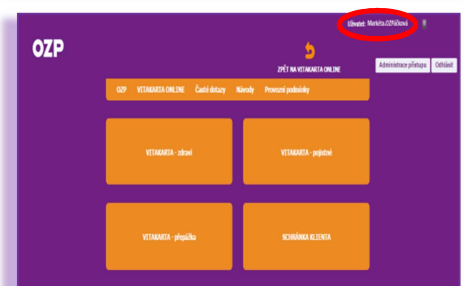 Uživatel: Markéta.OZPáčková
OZP
ZPĚT NA VITAKARTA ONLINE
Administrace přístupu Odhlásit
OZP VITAKARTA ONLINE Časté dotazy Návody Provozní podmínky
VITAKARTA - zdraví VITAKARTA - pojistné
VITAKARTA - přepážka SCHRÁNKA KLIENTA